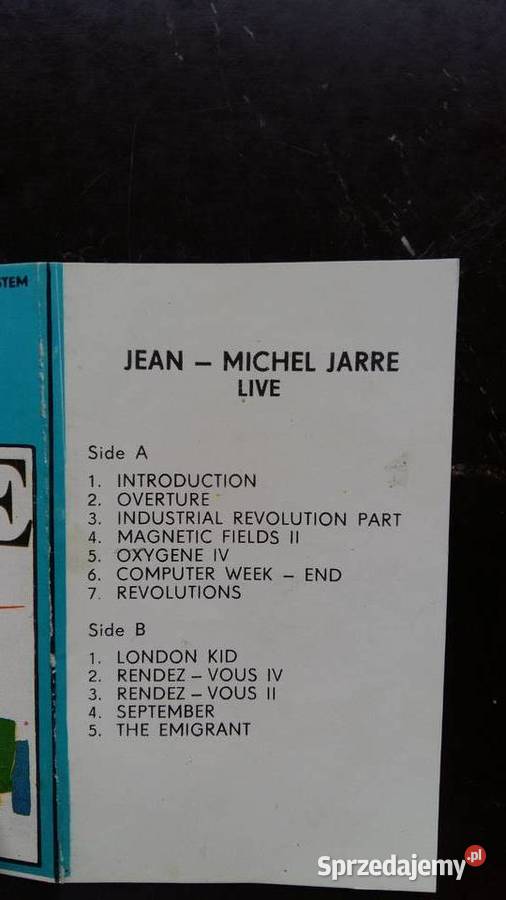 STEM
E
JEAN – MICHEL JARRE
LIVE
Side A
1. INTRODUCTION
2. OVERTURE
3. INDUSTRIAL REVOLUTION PART
4. MAGNETIC FIELDS II
5. OXYGENE IV
6. COMPUTER WEEK – END
7. REVOLUTIONS
Side B
1. LONDON KID
2. RENDEZ – VOUS IV
3. RENDEZ – VOUS II
4. SEPTEMBER
5. THE EMIGRANT
Sprzedajemy.pl